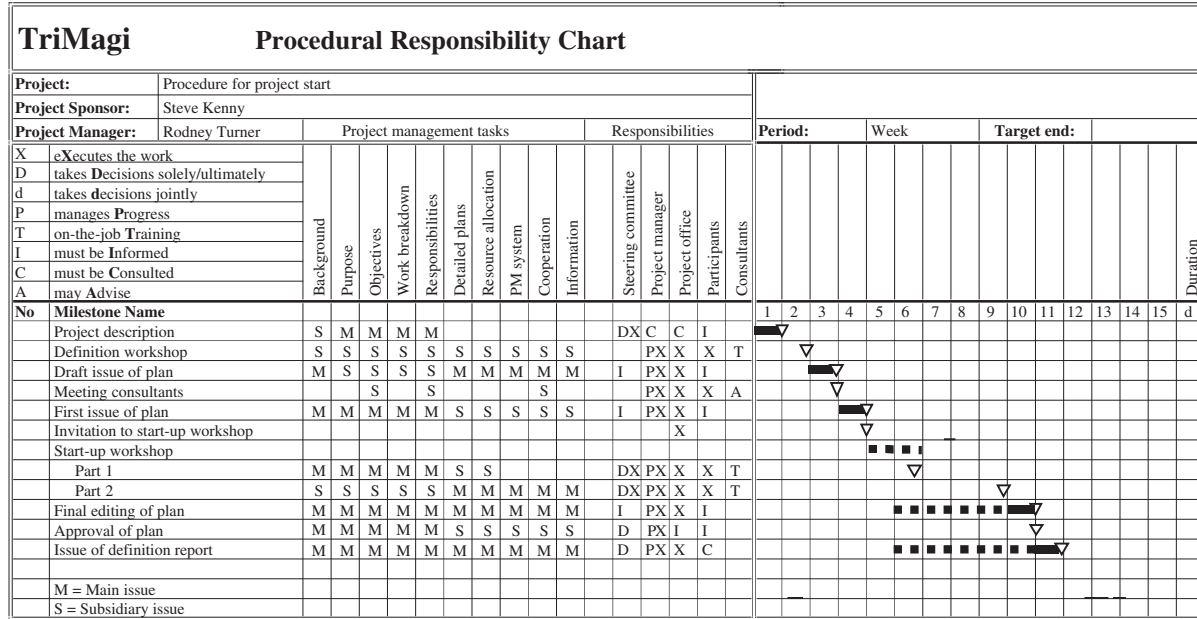 TriMagi Procedural Responsibility Chart
Project: Procedure for project start
Project Sponsor: Steve Kenny
Project Manager: Rodney Turner Project management tasks Responsibilities Period: Week Target end:
X eXecutes the work
D takes Decisions solely/ultimately
d takes decisions jointly
P manages Progress
T on-the-job Training
I must be Informed
C must be Consulted
A may Advise
Background
Purpose
Objectives
Work breakdown
Responsibilities
Detailed plans
Resource allocation
PM system
Cooperation
Information
Steering committee
Project manager
Project office
Participants
Consultants
Duration
No Milestone Name 1 2 3 4 5 6 7 8 9 10 11 12 13 14 15 d
Project description S M M M M DX C C I
Definition workshop S S S S S S S S S S PX X X T
Draft issue of plan M S S S S M M M M M I PX X I
Meeting consultants S S S PX X X A
First issue of plan M M M M M S S S S S I PX X I
Invitation to start-up workshop X
Start-up workshop
Part 1 M M M M M S S DX PX X X T
Part 2 S S S S S M M M M M DX PX X X T
Final editing of plan M M M M M M M M M M I PX X I
Approval of plan M M M M M S S S S S D PX I I
Issue of definition report M M M M M M M M M M D PX X C
M = Main issue
S = Subsidiary issue